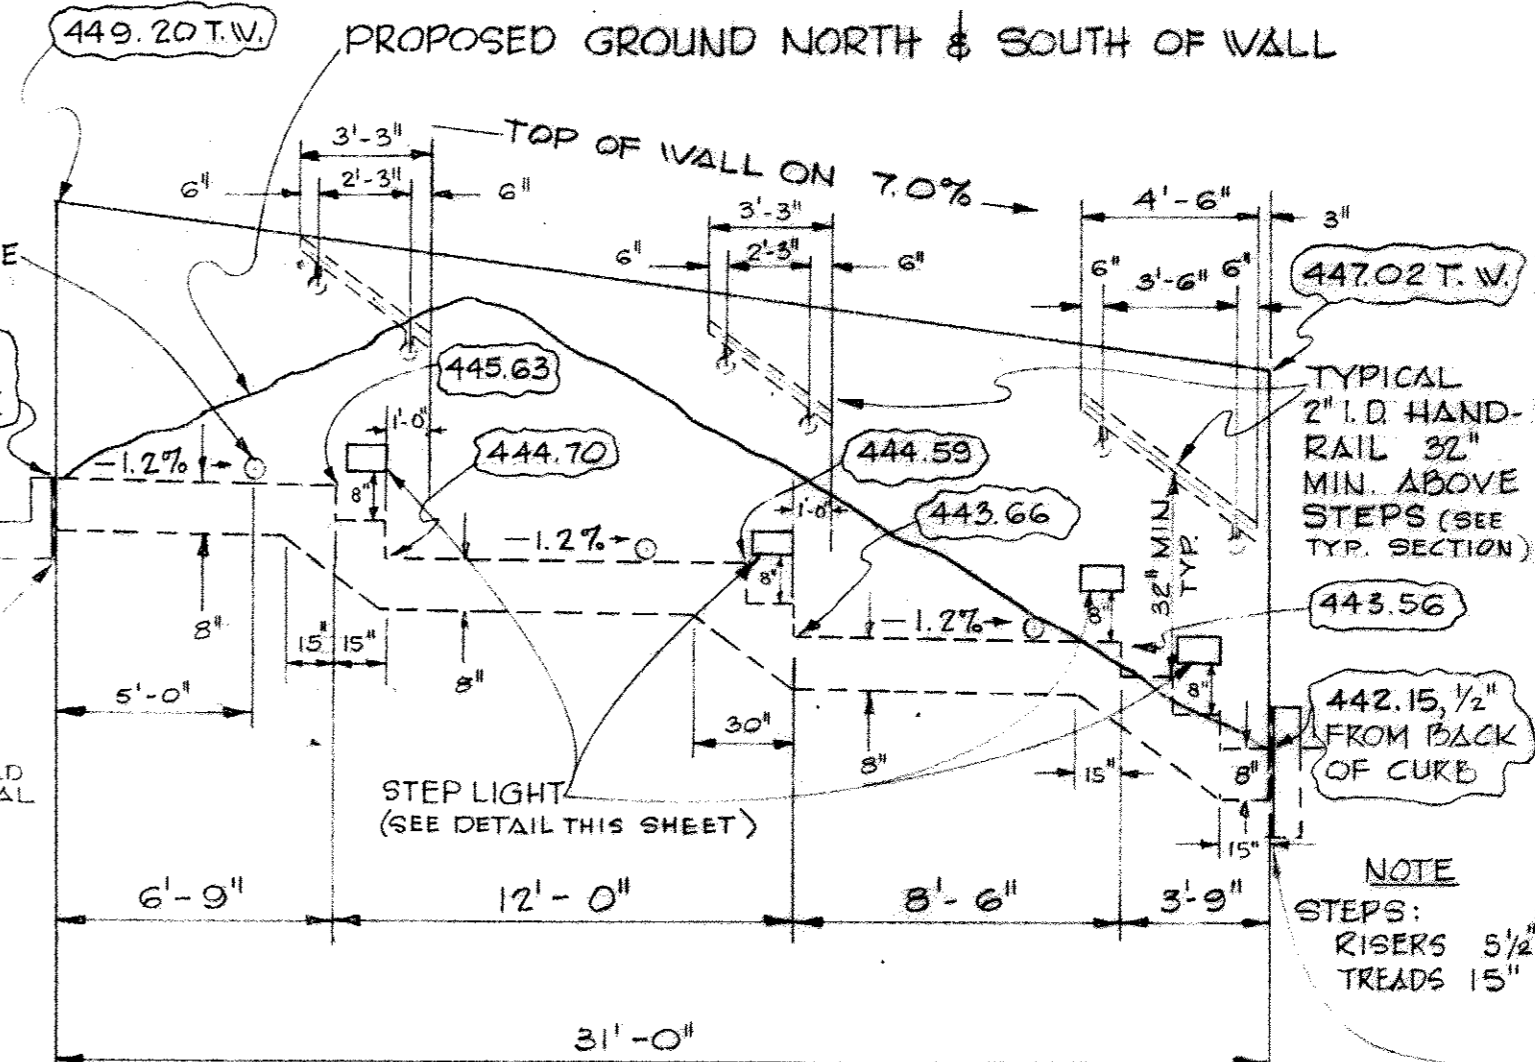 449.20 T.W.
PROPOSED GROUND NORTH & SOUTH OF WALL
TOP OF WALL ON 7.0%
3'-3"
6" 2'-3" 6"
3'-3"
6" 2'-3" 6"
4'-6" 3"
6" 3'-6" 6"
447.02 T.W.
E
445.63
444.70
444.59
443.66
TYPICAL
2" I.D. HAND-
RAIL 32"
MIN. ABOVE
STEPS (SEE
TYP. SECTION)
1'-0"
1.2%
8"
1.2%
1'-0"
8"
1.2%
32" MIN
TYP.
8"
8"
443.56
442.15, 1/2"
FROM BACK
OF CURB
8"
15" 15"
8"
5'-0"
30"
8"
15"
8"
15"
STEP LIGHT
(SEE DETAIL THIS SHEET)
AL
6'-9" 12'-0" 8'-6" 3'-9"
31'-0"
NOTE
STEPS:
RISERS 5 1/2"
TREADS 15"